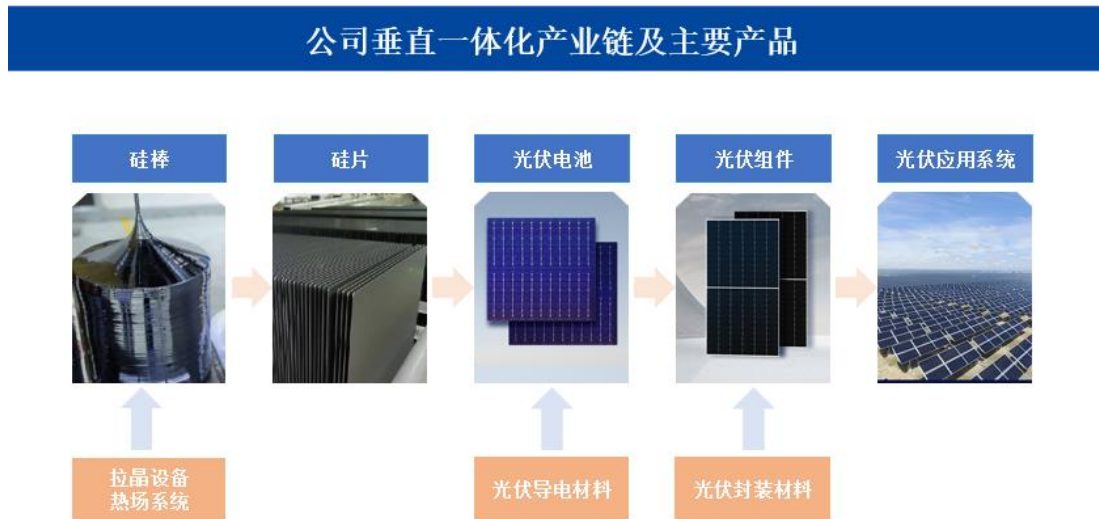 公司垂直一体化产业链及主要产品
硅棒
硅片
光伏电池
光伏组件
光伏应用系统
拉晶设备
热场系统
光伏导电材料
光伏封装材料